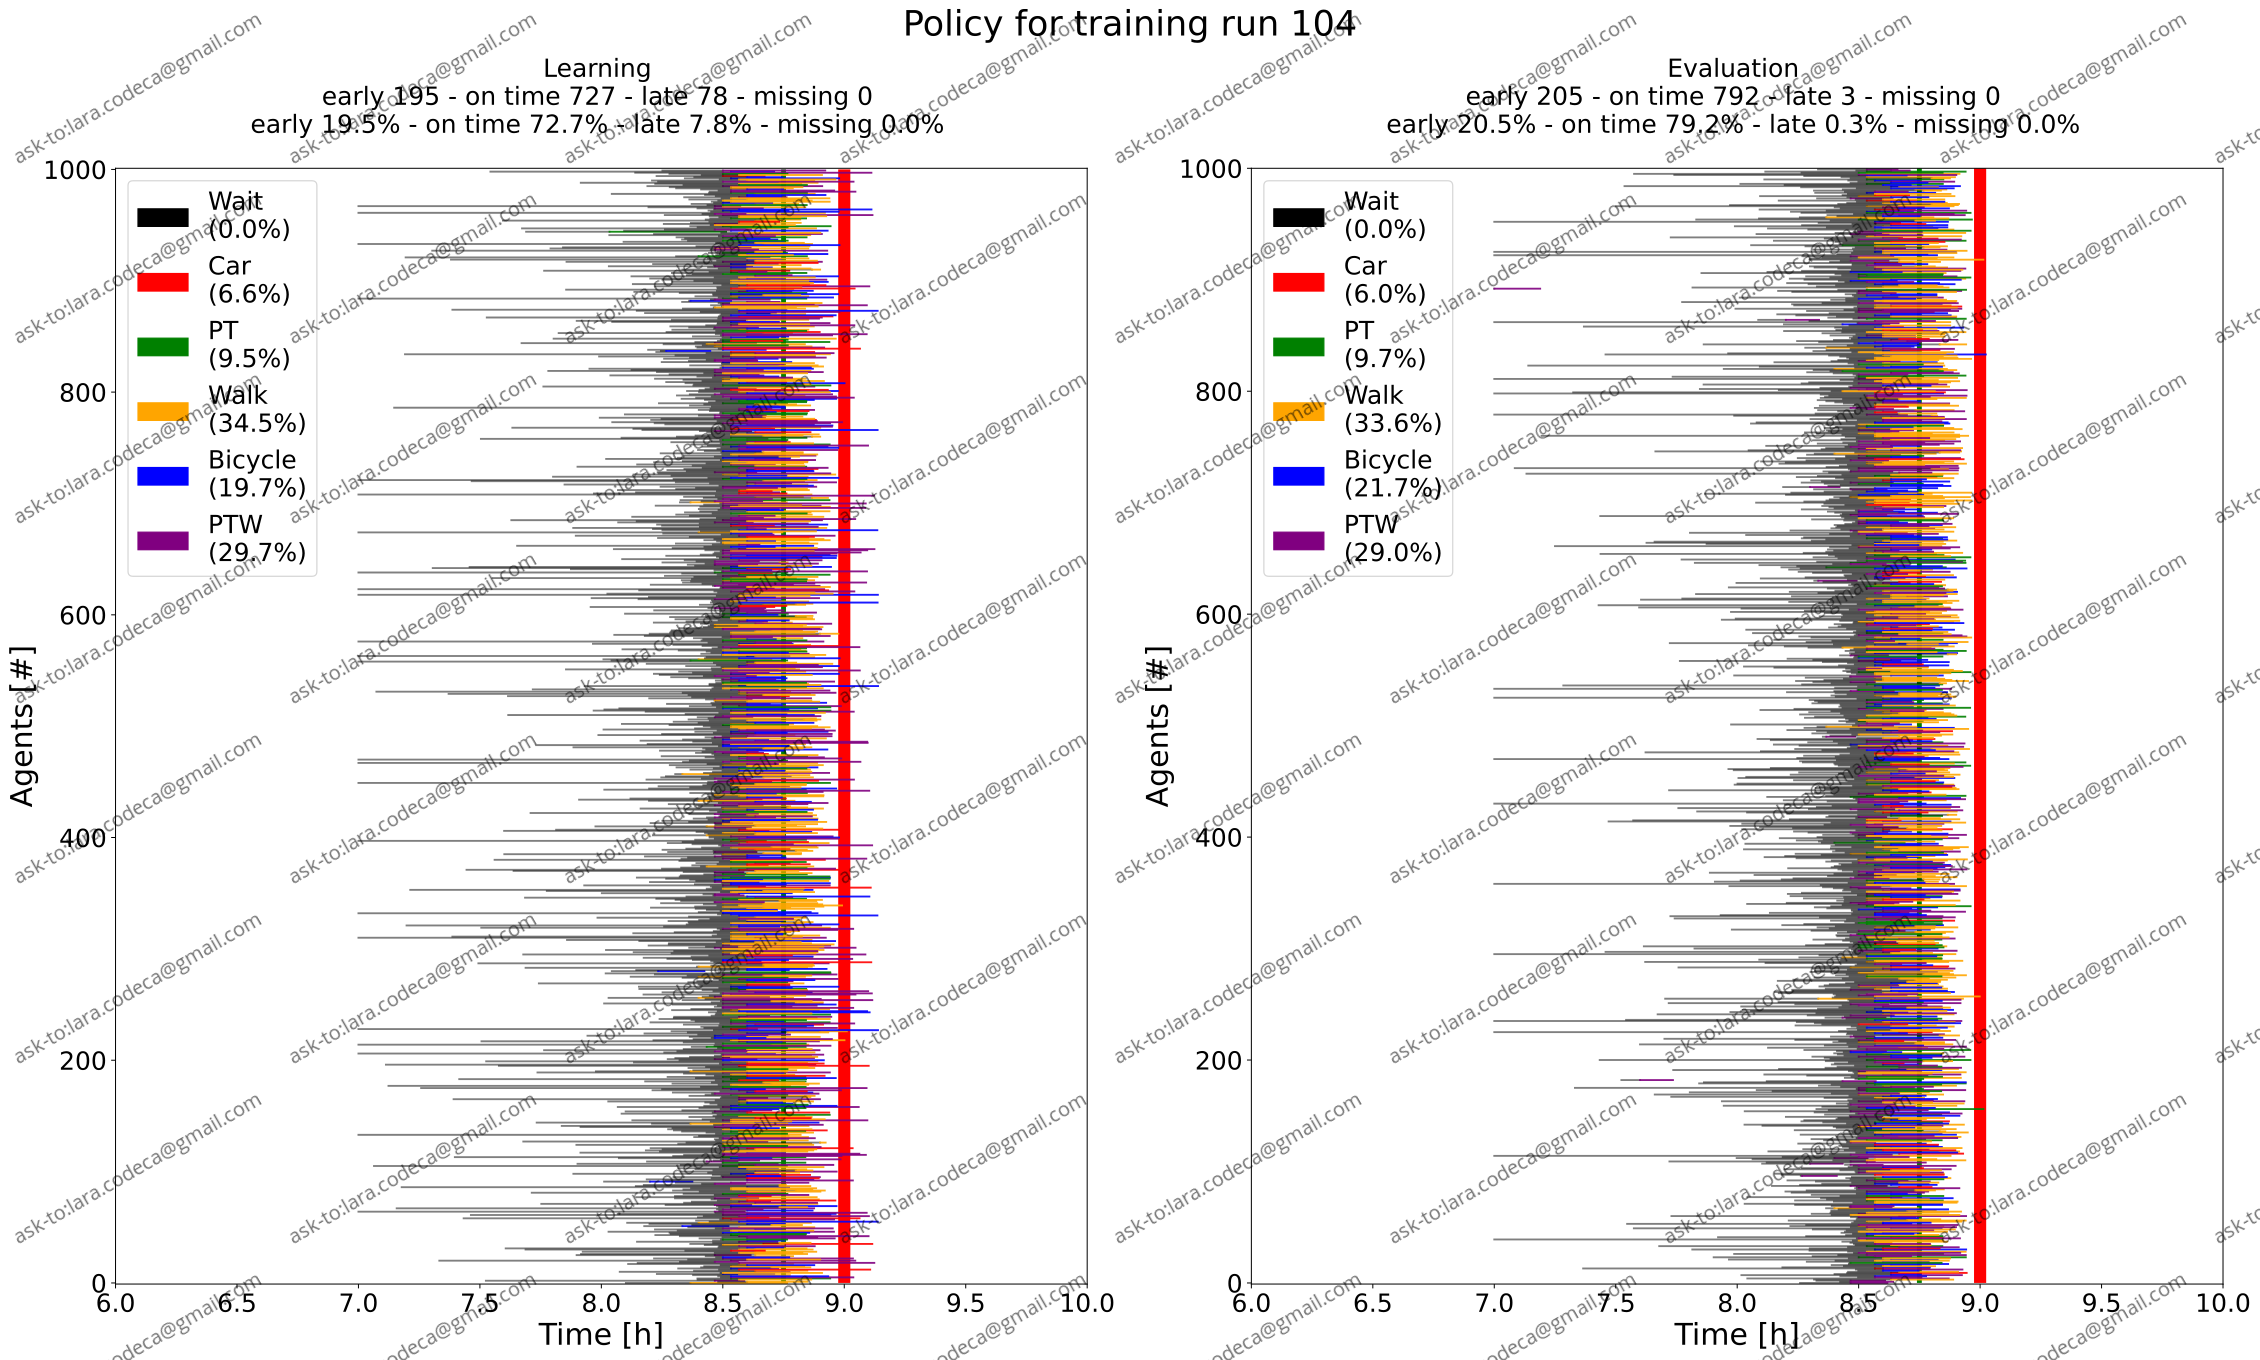 Policy for training run 104
Learning
early 195 - on time 727 - late 78 - missing 0
early 19.5% - on time 72.7% - late 7.8% - missing 0.0%
1000
800
600
400
200
0
Agents [#]
Wait
(0.0%)
Car
(6.6%)
PT
(9.5%)
Walk
(34.5%)
Bicycle
(19.7%)
PTW
(29.7%)
6.0 6.5 7.0 7.5 8.0 8.5 9.0 9.5 10.0
Time [h]
Evaluation
early 205 - on time 792 - late 3 - missing 0
early 20.5% - on time 79.2% - late 0.3% - missing 0.0%
1000
800
600
400
200
0
Agents [#]
Wait
(0.0%)
Car
(6.0%)
PT
(9.7%)
Walk
(33.6%)
Bicycle
(21.7%)
PTW
(29.0%)
6.0 6.5 7.0 7.5 8.0 8.5 9.0 9.5 10.0
Time [h]
ask-to:lara.codeca@gmail.com